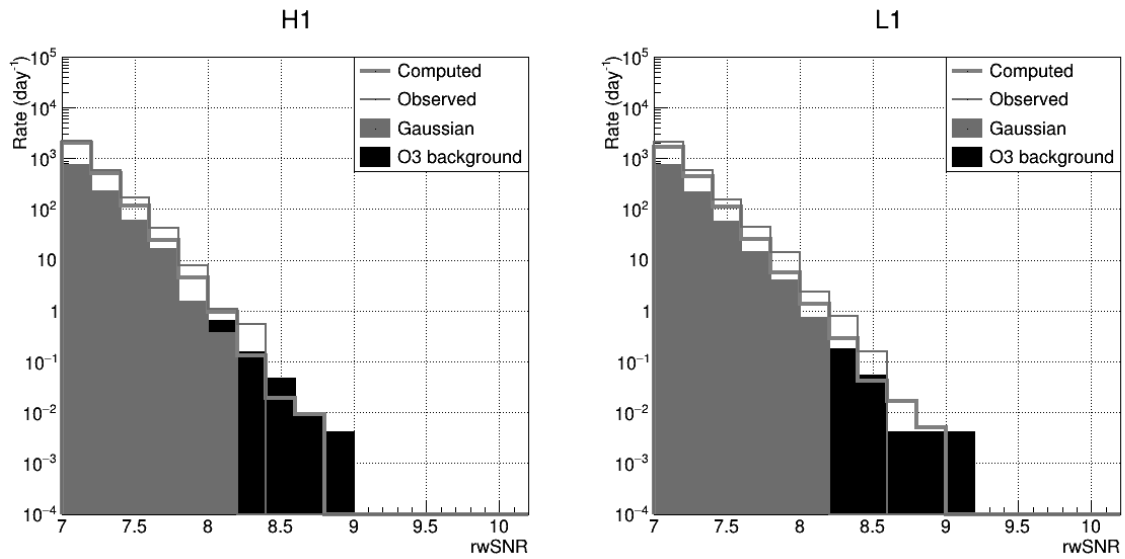 H1
Rate (day⁻¹)
10⁵
10⁴
10³
10²
10
1
10⁻¹
10⁻²
10⁻³
10⁻⁴
Computed
Observed
Gaussian
O3 background
7 7.5 8 8.5 9 9.5 10
rwSNR
L1
Rate (day⁻¹)
10⁵
10⁴
10³
10²
10
1
10⁻¹
10⁻²
10⁻³
10⁻⁴
Computed
Observed
Gaussian
O3 background
7 7.5 8 8.5 9 9.5 10
rwSNR